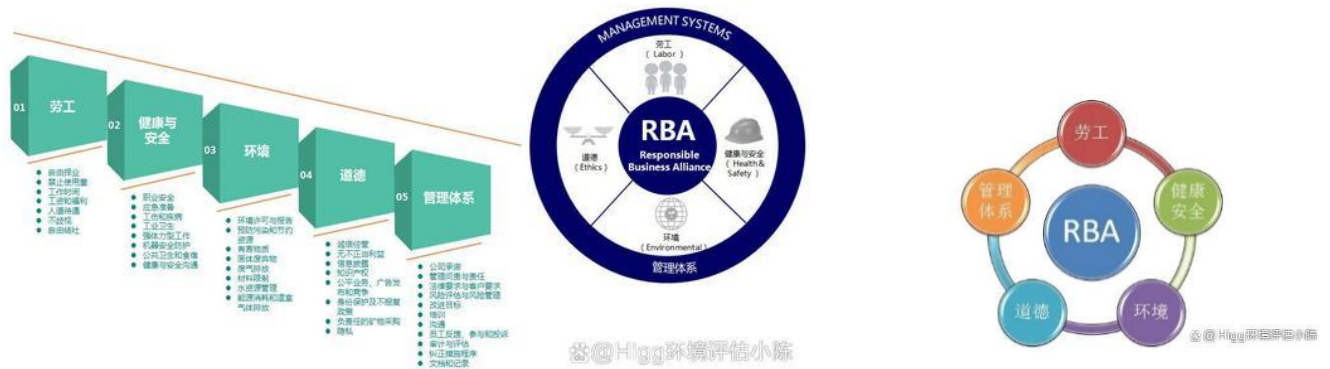 01
劳工
自由择业
禁止使用童工
工作时间
工资和福利
人道待遇
不歧视
自由结社
02
健康与
安全
职业安全
应急准备
工伤和疾病
工业卫生
强体力型工作
机器安全防护
公共卫生和食宿
健康与安全沟通
03
环境
环境许可与报告
预防污染和节约
资源
有害物质
固体废弃物
废气排放
材料限制
水资源管理
能源消耗和温室
气体排放
04
道德
诚信经营
无不正当利益
信息披露
知识产权
公平业务、广告发
布和竞争
身份保护及不报复
政策
负责任的矿物采购
隐私
05
管理体系
公司承诺
管理问责与责任
法律要求与客户要求
风险评估与风险管理
改进目标
培训
沟通
员工反馈、参与和投诉
审计与评估
纠正措施程序
文档和记录
MANAGEMENT SYSTEMS
劳工
( Labor )
道德
( Ethics )
RBA
Responsible
Business Alliance
健康与安全
( Health&
Safety )
环境
( Environmental )
管理体系
@Higg环境评估小陈
劳工
管理
体系
健康
安全
RBA
道德
环境
@Higg环境评估小陈